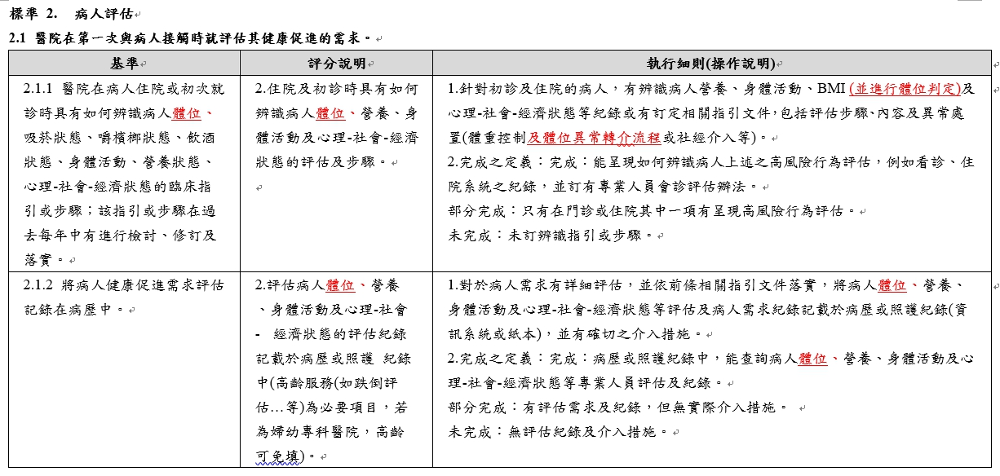 標準 2. 病人評估
2.1 醫院在第一次與病人接觸時就評估其健康促進的需求。
基準
評分說明
執行細則(操作說明)
2.1.1 醫院在病人住院或初次就
診時具有如何辨識病人體位、
吸菸狀態、嚼檳榔狀態、飲酒
狀態、身體活動、營養狀態、
心理-社會-經濟狀態的臨床指
引或步驟；該指引或步驟在過
去每年中有進行檢討、修訂及
落實。
2.住院及初診時具有如何
辨識病人體位、營養、身
體活動及心理-社會-經濟
狀態的評估及步驟。
1.針對初診及住院的病人，有辨識病人營養、身體活動、BMI (並進行體位判定)及
心理-社會-經濟狀態等紀錄或有訂定相關指引文件，包括評估步驟、內容及異常處
置(體重控制及體位異常轉介流程或社經介入等)。
2.完成之定義：完成：能呈現如何辨識病人上述之高風險行為評估，例如看診、住
院系統之紀錄，並訂有專業人員會診評估辦法。
部分完成：只有在門診或住院其中一項有呈現高風險行為評估。
未完成：未訂辨識指引或步驟。
2.1.2 將病人健康促進需求評估
記錄在病歷中。
2.評估病人體位、營養
、身體活動及心理-社會
- 經濟狀態的評估紀錄
記載於病歷或照護 紀錄
中(高齡服務(如跌倒評
估…等)為必要項目，若
為婦幼專科醫院，高齡
可免填)。
1.對於病人需求有詳細評估，並依前條相關指引文件落實，將病人體位、營養、
身體活動及心理-社會-經濟狀態等評估及病人需求紀錄記載於病歷或照護紀錄(資
訊系統或紙本)，並有確切之介入措施。
2.完成之定義：完成：病歷或照護紀錄中，能查詢病人體位、營養、身體活動及心
理-社會-經濟狀態等專業人員評估及紀錄。
部分完成：有評估需求及紀錄，但無實際介入措施。
未完成：無評估紀錄及介入措施。